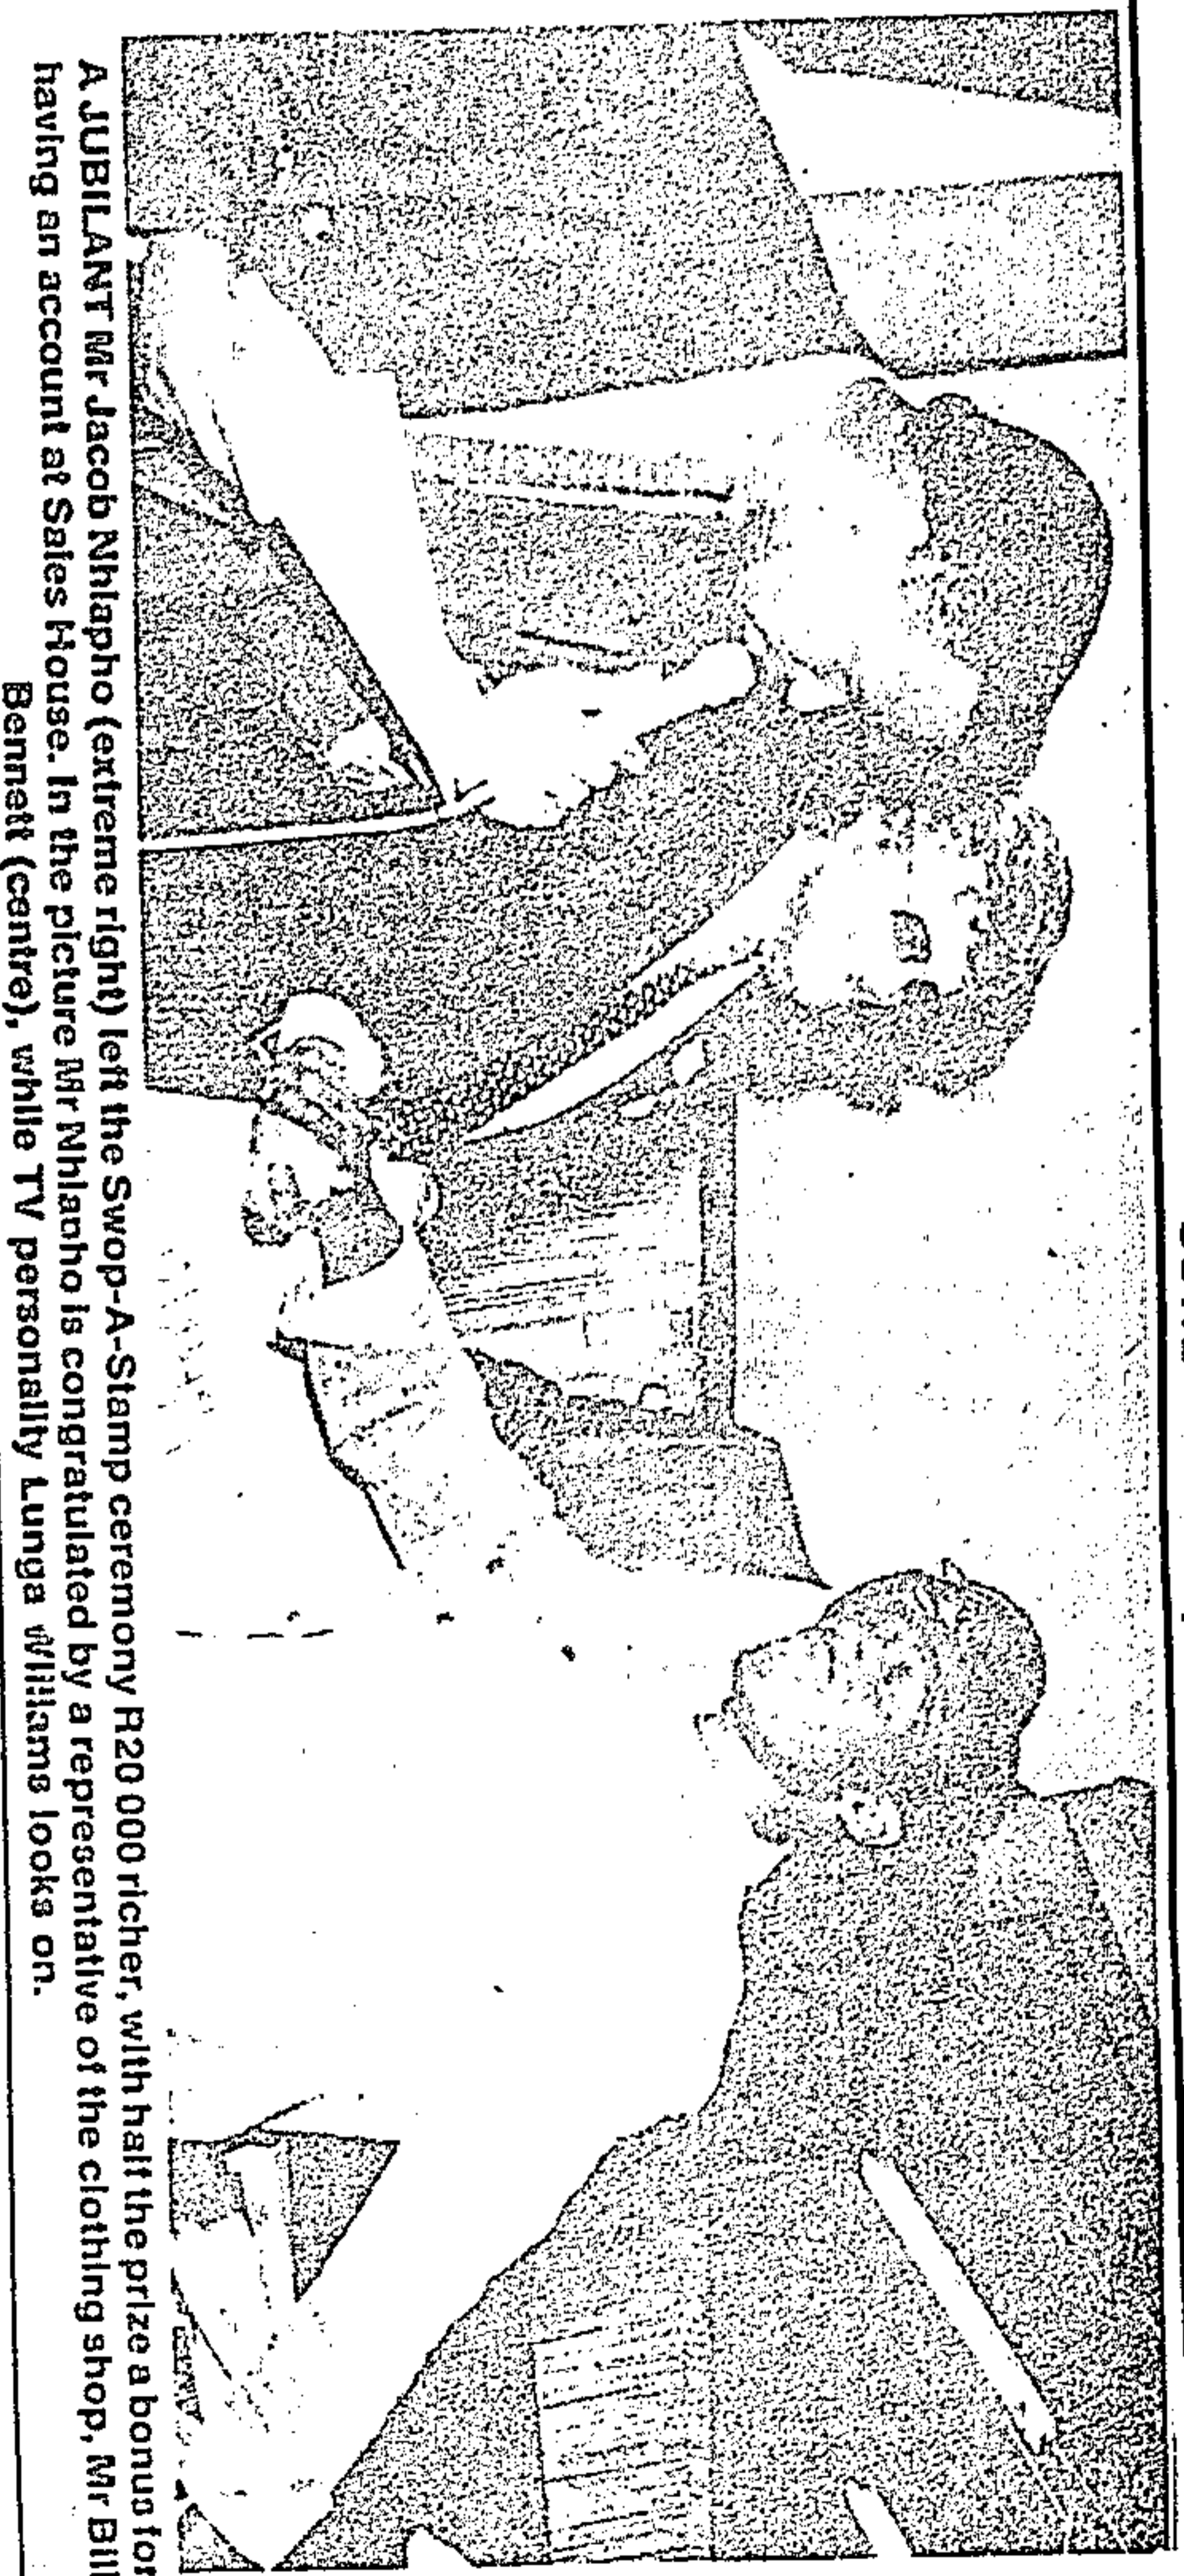 A JUBILANT Mr Jacob Nhlapho (extreme right) left the Swop-A-Stamp ceremony R20 000 richer, with half the prize a bonus for
having an account at Sales House. In the picture Mr Nhlapho is congratulated by a representative of the clothing shop, Mr Bill
Bennett (centre), while TV personality Lunga Williams looks on.